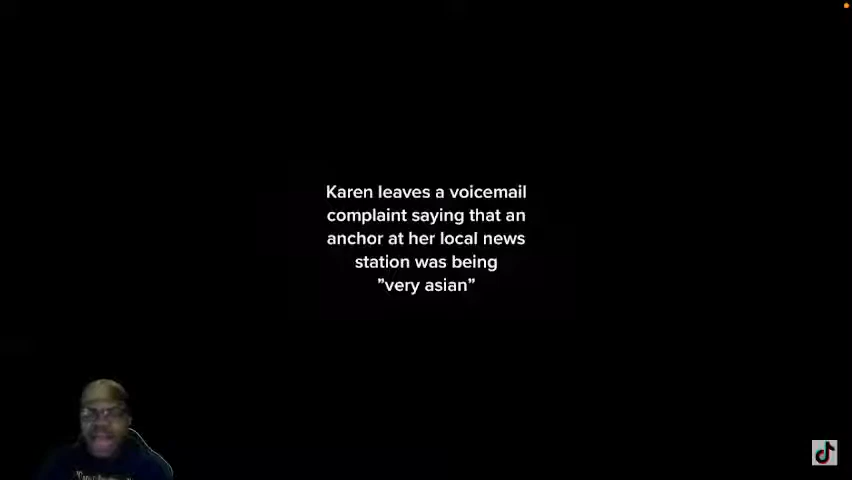 Karen leaves a voicemail
complaint saying that an
anchor at her local news
station was being
”very asian”